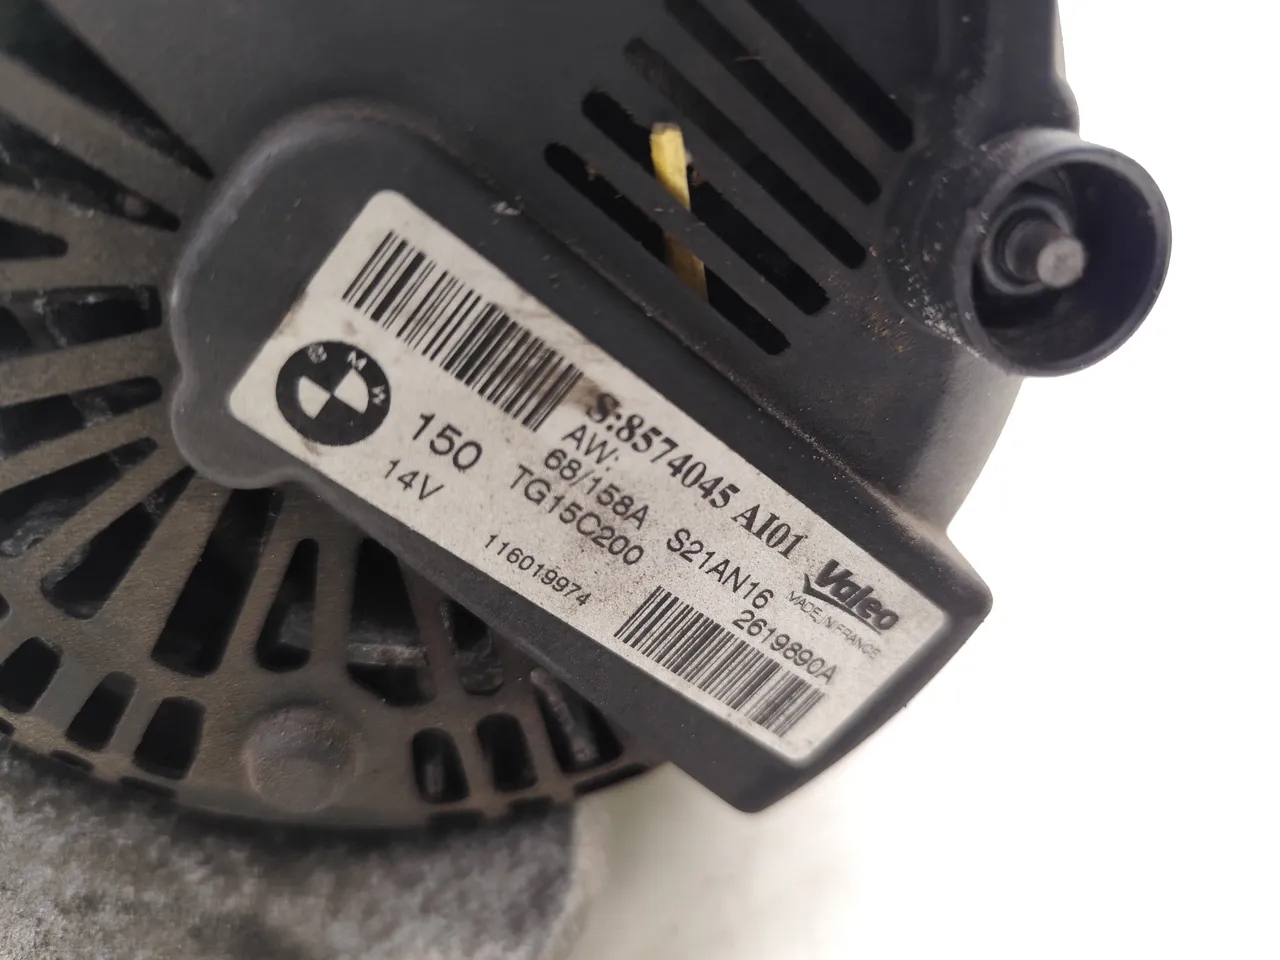 BMW
S:8574045 AI01
AW:
150 68/158A S21AN16
14V TG15C200 2619890A
116019974
Valeo
MADE IN FRANCE